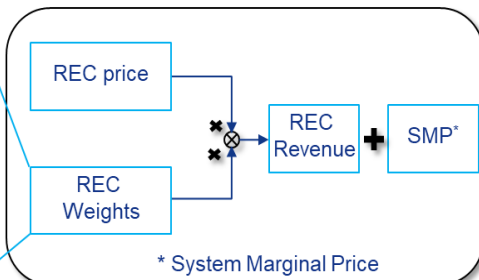 REC price
REC
Revenue
SMP*
REC
Weights
* System Marginal Price